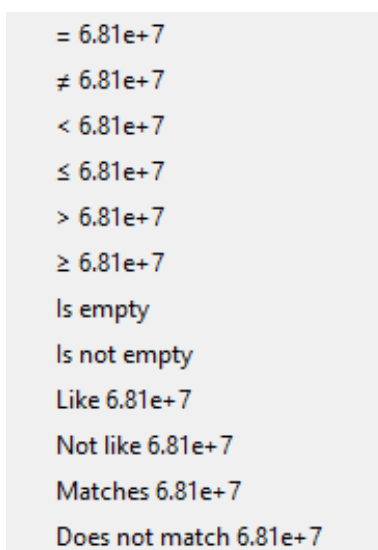 = 6.81e+7
≠ 6.81e+7
< 6.81e+7
≤ 6.81e+7
> 6.81e+7
≥ 6.81e+7
Is empty
Is not empty
Like 6.81e+7
Not like 6.81e+7
Matches 6.81e+7
Does not match 6.81e+7